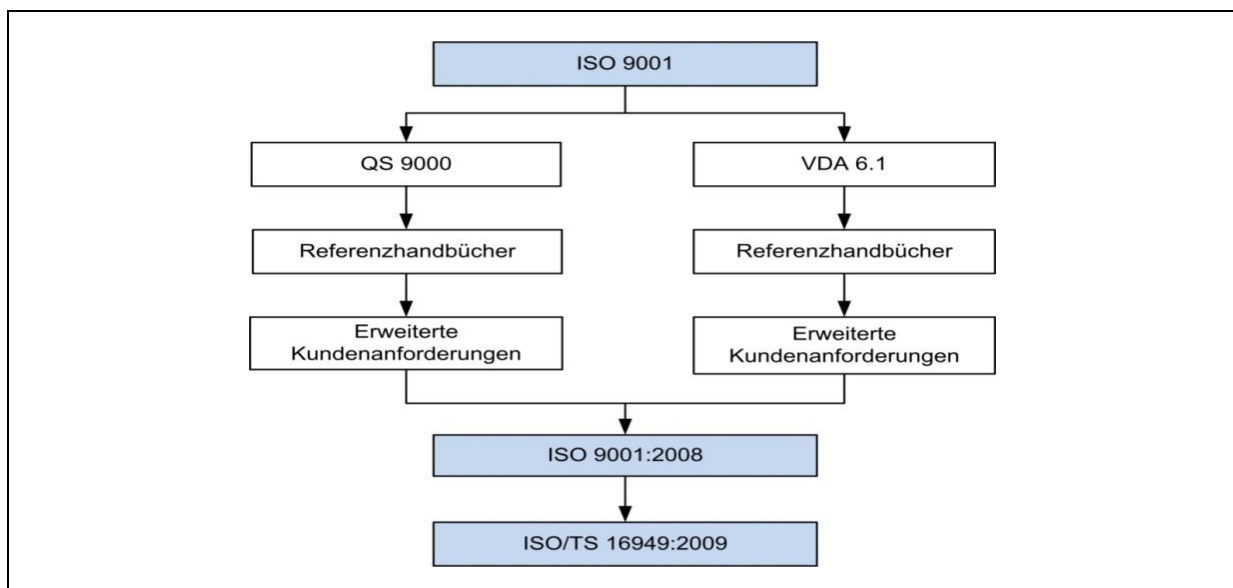 ISO 9001
QS 9000
VDA 6.1
Referenzhandbücher
Referenzhandbücher
Erweiterte
Kundenanforderungen
Erweiterte
Kundenanforderungen
ISO 9001:2008
ISO/TS 16949:2009